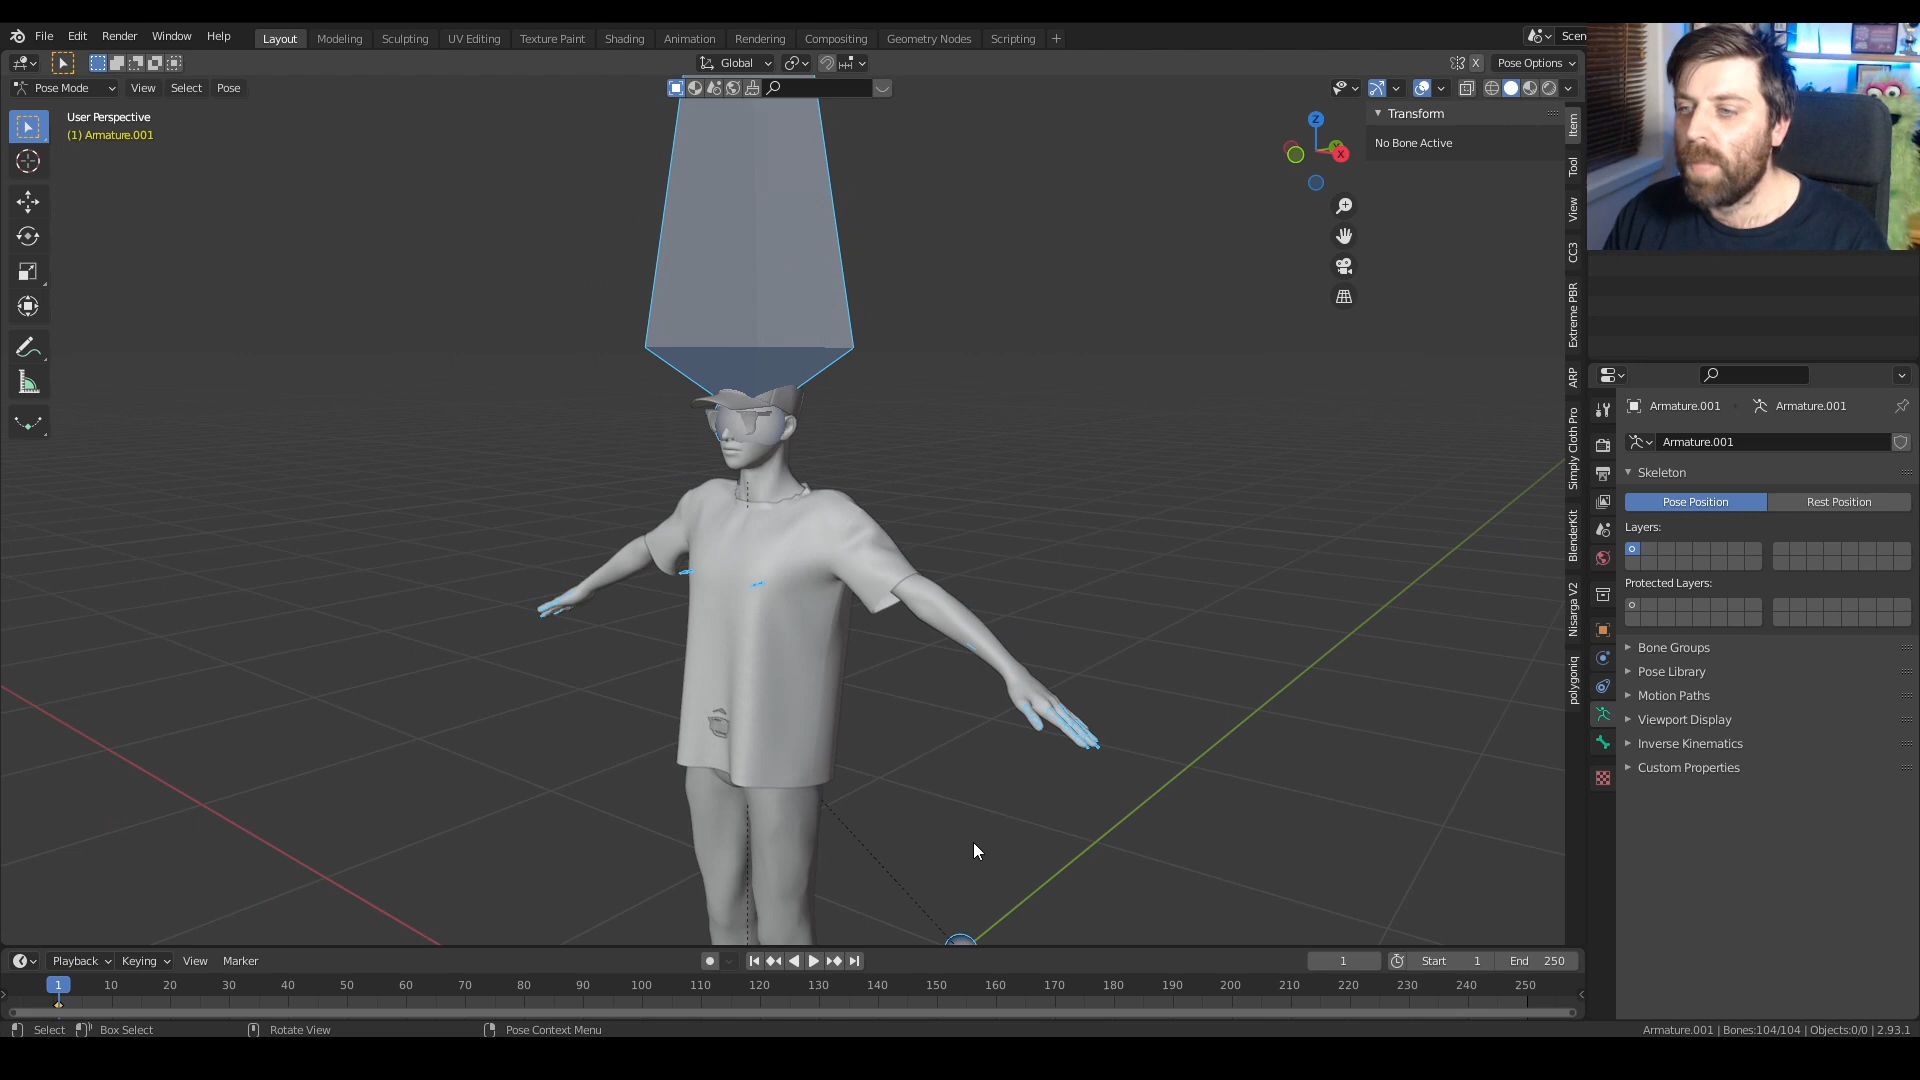 File Edit Render Window Help
Layout Modeling Sculpting UV Editing Texture Paint Shading Animation Rendering Compositing Geometry Nodes Scripting +
Scen
Global
X
Pose Options
Pose Mode View Select Pose
User Perspective
(1) Armature.001
Z
X
Transform
No Bone Active
Item
Tool
View
CC3
Extreme PBR
ARP
Simply Cloth Pro
BlenderKit
Nisarga V2
polygoniq
Armature.001 Armature.001
Armature.001
Skeleton
Pose Position Rest Position
Layers:
Protected Layers:
Bone Groups
Pose Library
Motion Paths
Viewport Display
Inverse Kinematics
Custom Properties
Playback Keying View Marker
1 Start 1 End 250
1 10 20 30 40 50 60 70 80 90 100 110 120 130 140 150 160 170 180 190 200 210 220 230 240 250
Select Box Select Rotate View Pose Context Menu
Armature.001 | Bones:104/104 | Objects:0/0 | 2.93.1